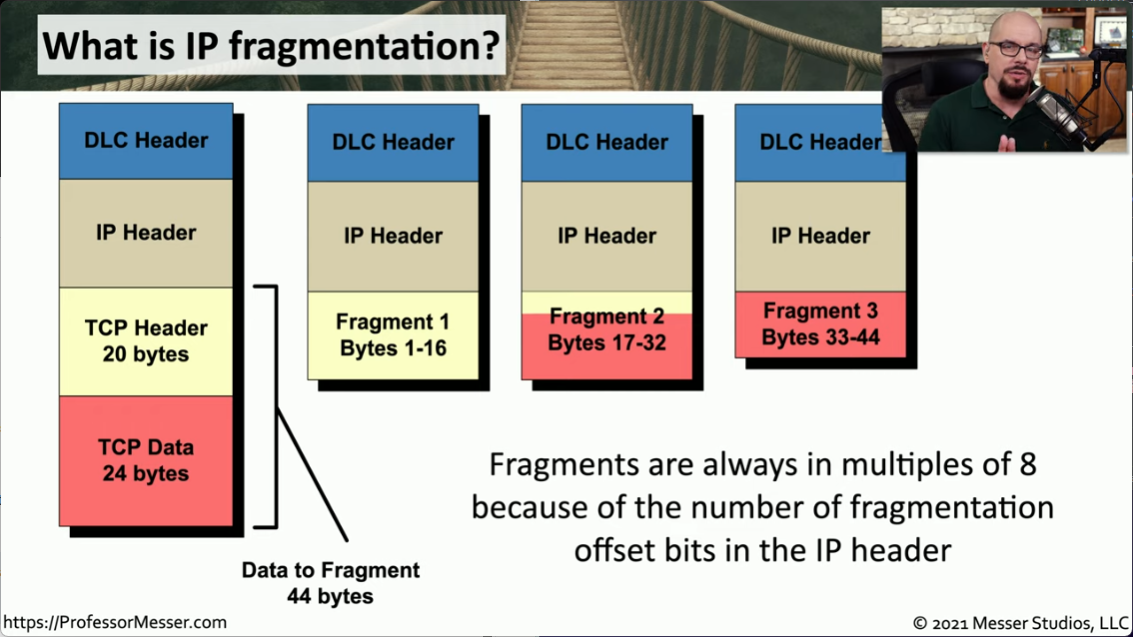 What is IP fragmentation?
DLC Header
IP Header
TCP Header
20 bytes
TCP Data
24 bytes
Data to Fragment
44 bytes
DLC Header
IP Header
Fragment 1
Bytes 1-16
DLC Header
IP Header
Fragment 2
Bytes 17-32
DLC Header
IP Header
Fragment 3
Bytes 33-44
Fragments are always in multiples of 8
because of the number of fragmentation
offset bits in the IP header
https://ProfessorMesser.com
© 2021 Messer Studios, LLC